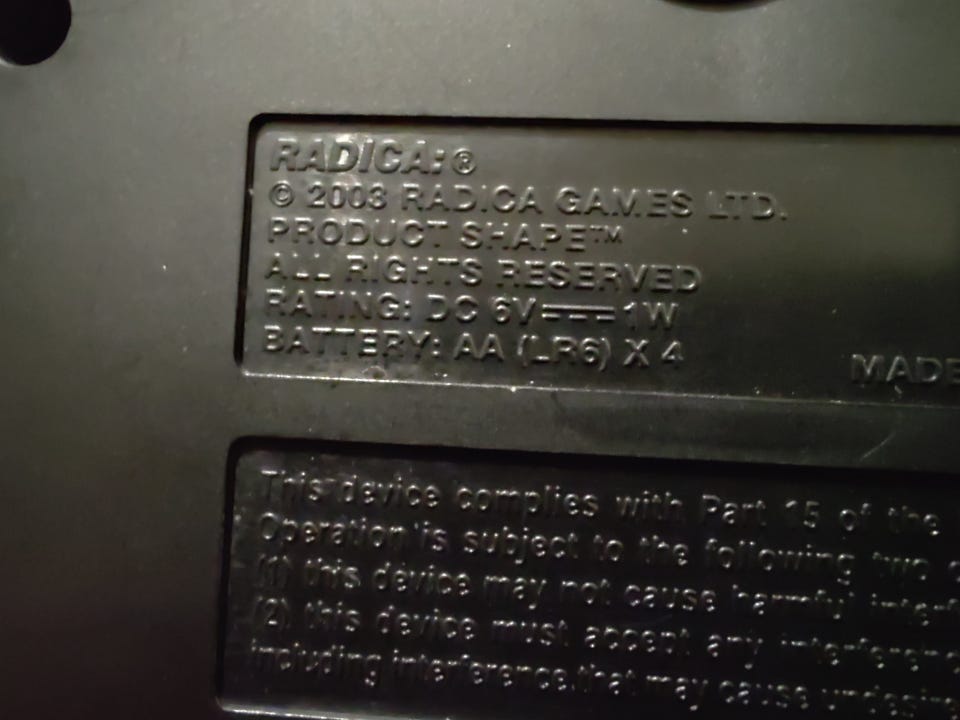 RADICA:®
© 2003 RADICA GAMES LTD.
PRODUCT SHAPE™
ALL RIGHTS RESERVED
RATING: DC 6V⎓1W
BATTERY: AA (LR6) X 4
MADE
This device complies with Part 15 of the
Operation is subject to the following two
(1) this device may not cause harmful
(2) this device must accept any
including interference that may cause